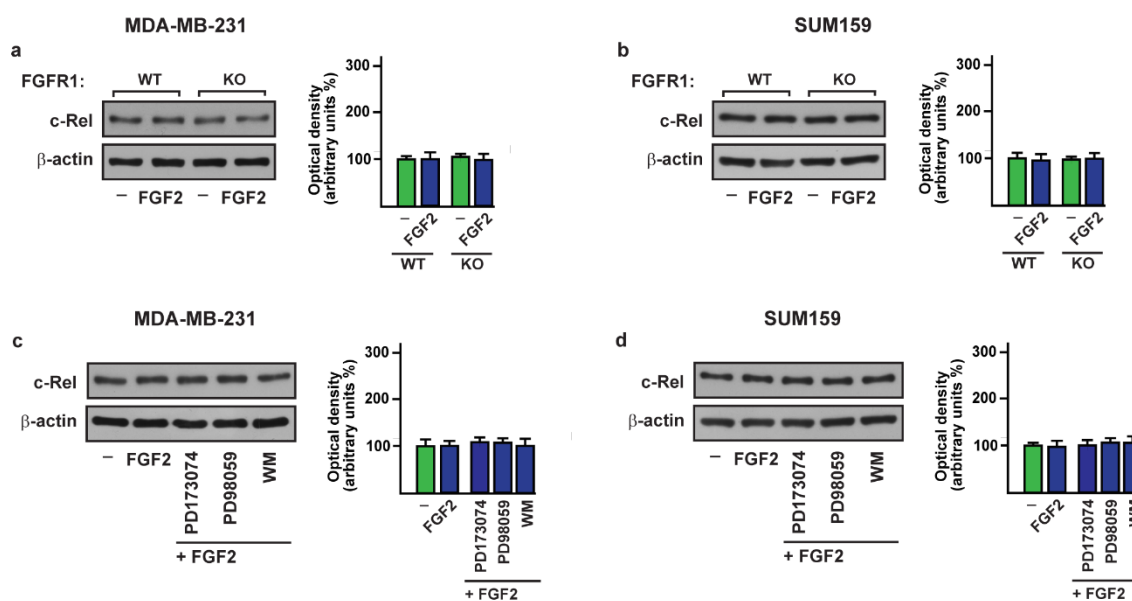 MDA-MB-231
a
FGFR1: WT KO
c-Rel
β-actin
– FGF2 – FGF2
Optical density
(arbitrary units %)
300
200
100
– FGF2 – FGF2
WT KO
SUM159
b
FGFR1: WT KO
c-Rel
β-actin
– FGF2 – FGF2
Optical density
(arbitrary units %)
300
200
100
– FGF2 – FGF2
WT KO
MDA-MB-231
c
c-Rel
β-actin
– FGF2 PD173074 PD98059 WM
+ FGF2
Optical density
(arbitrary units %)
300
200
100
– FGF2 PD173074 PD98059 WM
+ FGF2
SUM159
d
c-Rel
β-actin
– FGF2 PD173074 PD98059 WM
+ FGF2
Optical density
(arbitrary units %)
300
200
100
– FGF2 PD173074 PD98059 WM
+ FGF2